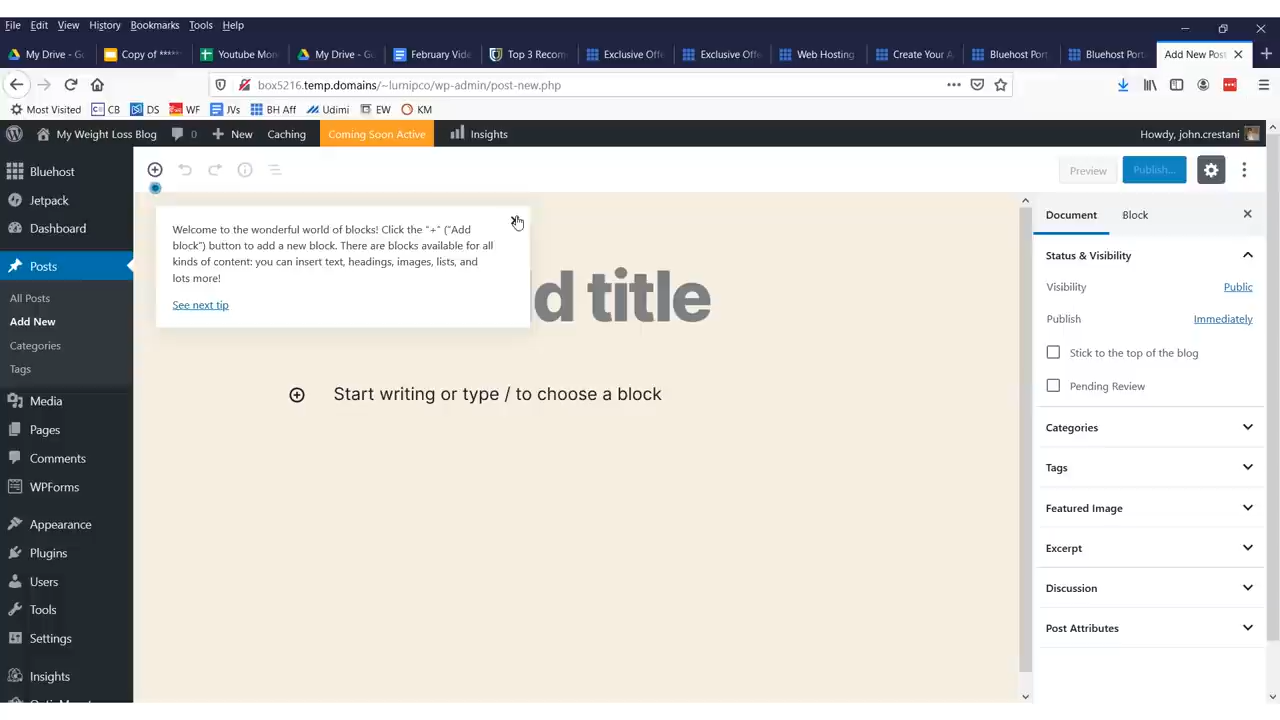 File Edit View History Bookmarks Tools Help
My Drive - Go Copy of ***** Youtube Mon My Drive - Go February Vide Top 3 Recom Exclusive Offe Exclusive Offe Web Hosting Create Your A Bluehost Port Bluehost Port Add New Post
box5216.temp.domains/~lurnipco/wp-admin/post-new.php
Most Visited CB DS WF JVs BH Aff Udimi EW KM
My Weight Loss Blog 0 New Caching Coming Soon Active Insights Howdy, john.crestani
Bluehost
Jetpack
Dashboard
Posts
All Posts
Add New
Categories
Tags
Media
Pages
Comments
WPForms
Appearance
Plugins
Users
Tools
Settings
Insights
Preview Publish...
Welcome to the wonderful world of blocks! Click the "+" ("Add
block") button to add a new block. There are blocks available for all
kinds of content: you can insert text, headings, images, lists, and
lots more!
See next tip
d title
Start writing or type / to choose a block
Document Block
Status & Visibility
Visibility Public
Publish Immediately
Stick to the top of the blog
Pending Review
Categories
Tags
Featured Image
Excerpt
Discussion
Post Attributes